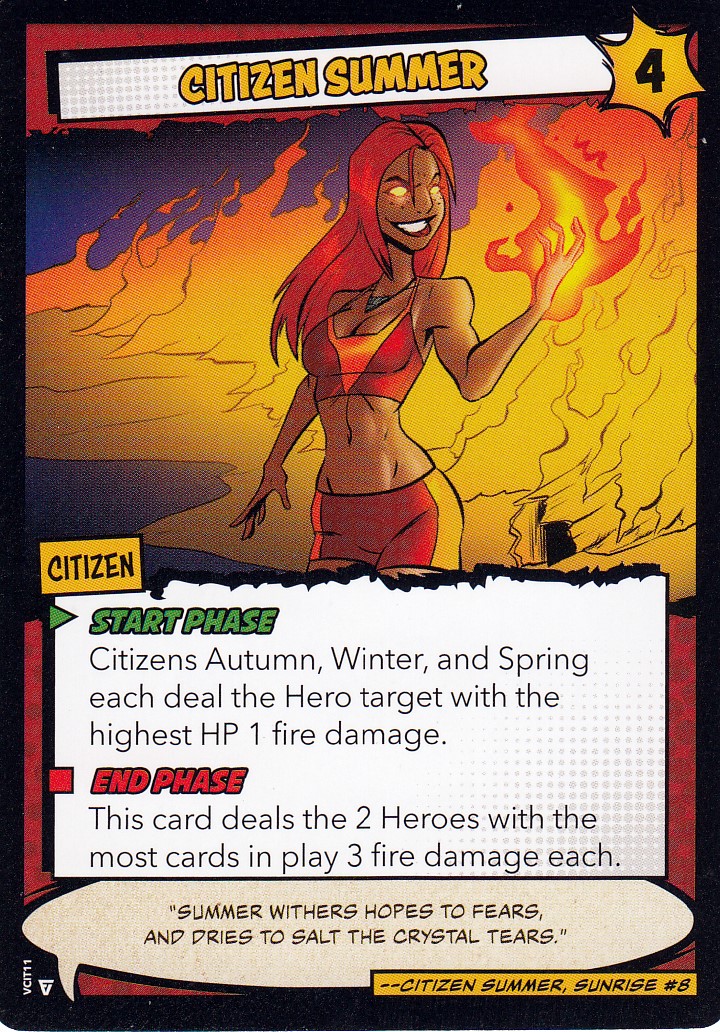 CITIZEN SUMMER
4
CITIZEN
START PHASE
Citizens Autumn, Winter, and Spring
each deal the Hero target with the
highest HP 1 fire damage.
END PHASE
This card deals the 2 Heroes with the
most cards in play 3 fire damage each.
"SUMMER WITHERS HOPES TO FEARS,
AND DRIES TO SALT THE CRYSTAL TEARS."
--CITIZEN SUMMER, SUNRISE #8
VCIT11